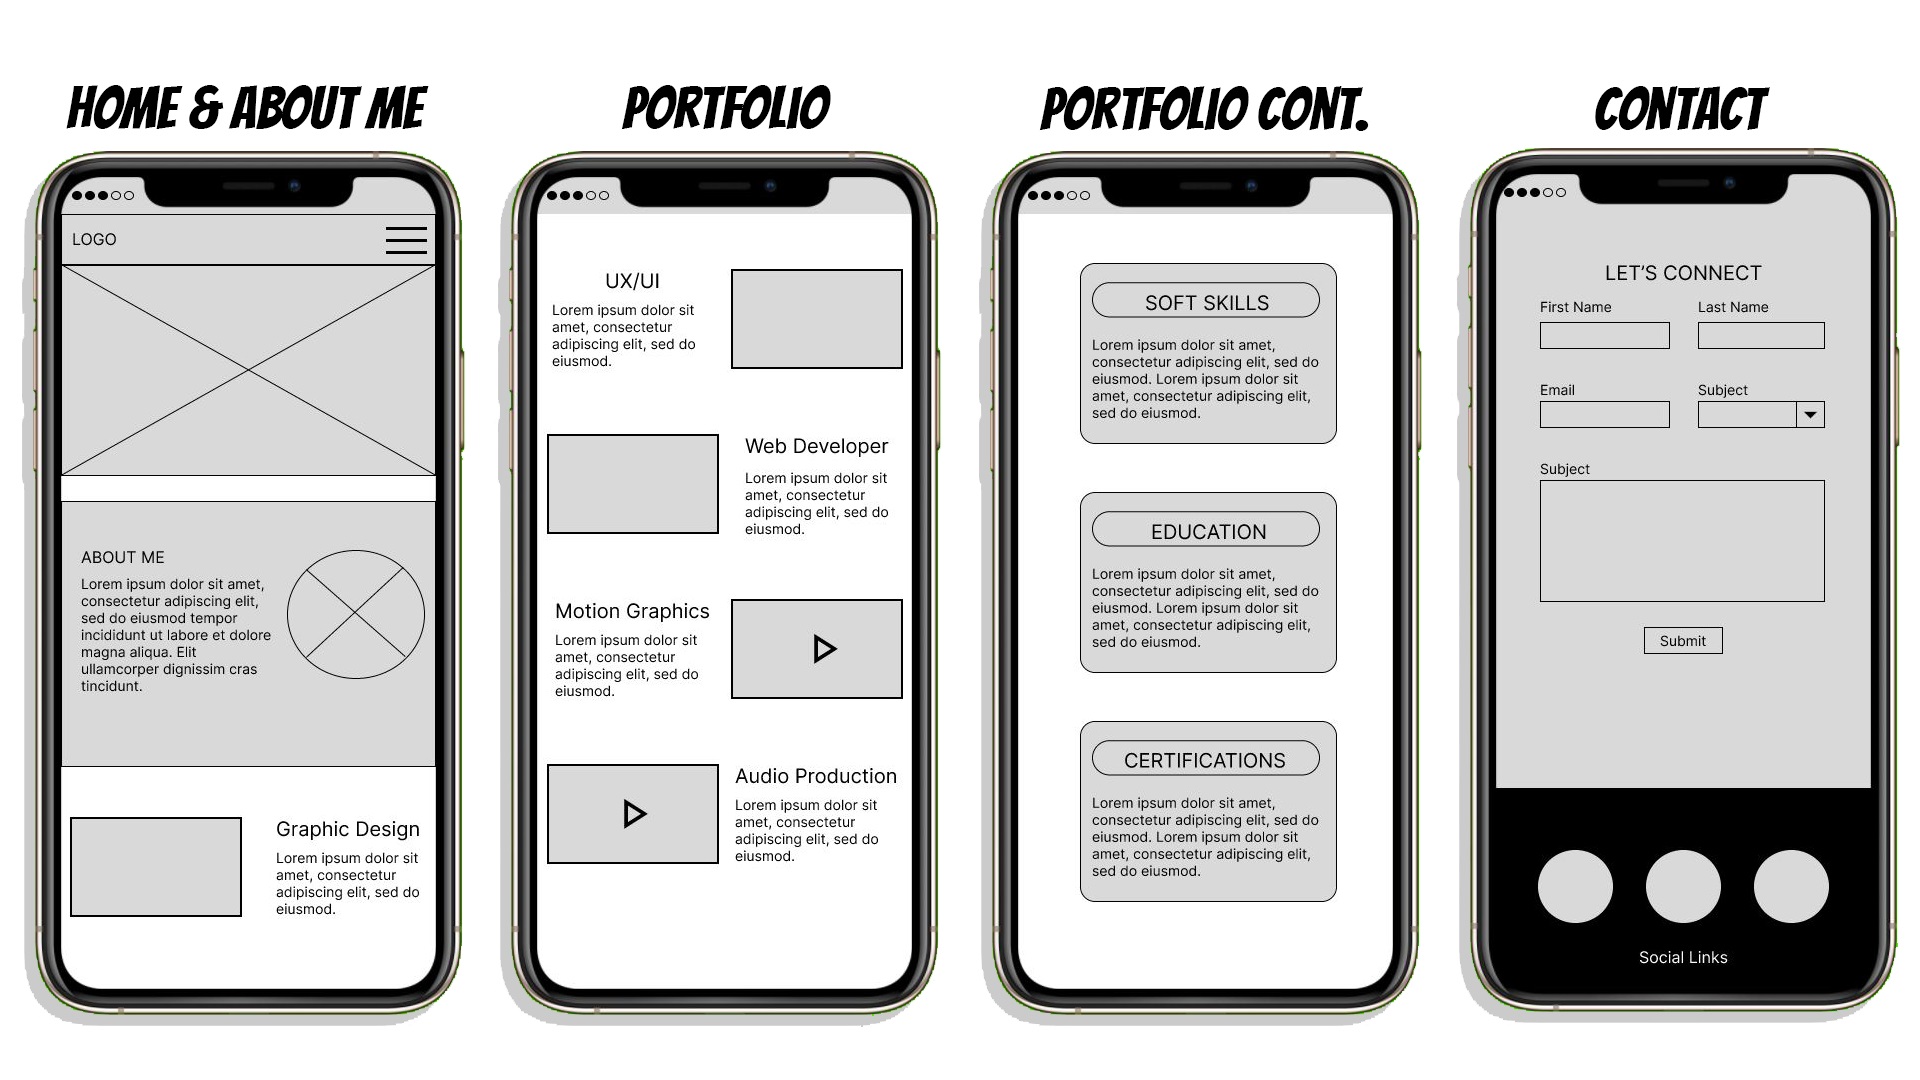 HOME & ABOUT ME
LOGO
ABOUT ME
Lorem ipsum dolor sit amet,
consectetur adipiscing elit,
sed do eiusmod tempor
incididunt ut labore et dolore
magna aliqua. Elit
ullamcorper dignissim cras
tincidunt.
Graphic Design
Lorem ipsum dolor sit
amet, consectetur
adipiscing elit, sed do
eiusmod.
PORTFOLIO
UX/UI
Lorem ipsum dolor sit
amet, consectetur
adipiscing elit, sed do
eiusmod.
Web Developer
Lorem ipsum dolor sit
amet, consectetur
adipiscing elit, sed do
eiusmod.
Motion Graphics
Lorem ipsum dolor sit
amet, consectetur
adipiscing elit, sed do
eiusmod.
Audio Production
Lorem ipsum dolor sit
amet, consectetur
adipiscing elit, sed do
eiusmod.
PORTFOLIO CONT.
SOFT SKILLS
Lorem ipsum dolor sit amet,
consectetur adipiscing elit, sed do
eiusmod. Lorem ipsum dolor sit
amet, consectetur adipiscing elit,
sed do eiusmod.
EDUCATION
Lorem ipsum dolor sit amet,
consectetur adipiscing elit, sed do
eiusmod. Lorem ipsum dolor sit
amet, consectetur adipiscing elit,
sed do eiusmod.
CERTIFICATIONS
Lorem ipsum dolor sit amet,
consectetur adipiscing elit, sed do
eiusmod. Lorem ipsum dolor sit
amet, consectetur adipiscing elit,
sed do eiusmod.
CONTACT
LET’S CONNECT
First Name
Last Name
Email
Subject
Subject
Submit
Social Links